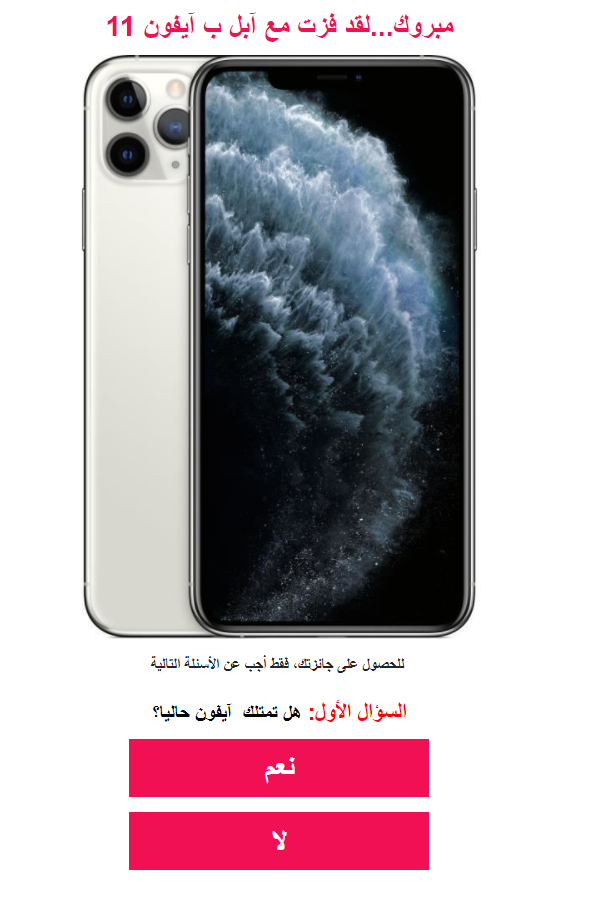 مبروك...لقد فزت مع آبل ب آيفون 11
للحصول على جائزتك، فقط أجب عن الأسئلة التالية
السؤال الأول: هل تمتلك آيفون حاليا؟
نعم
لا